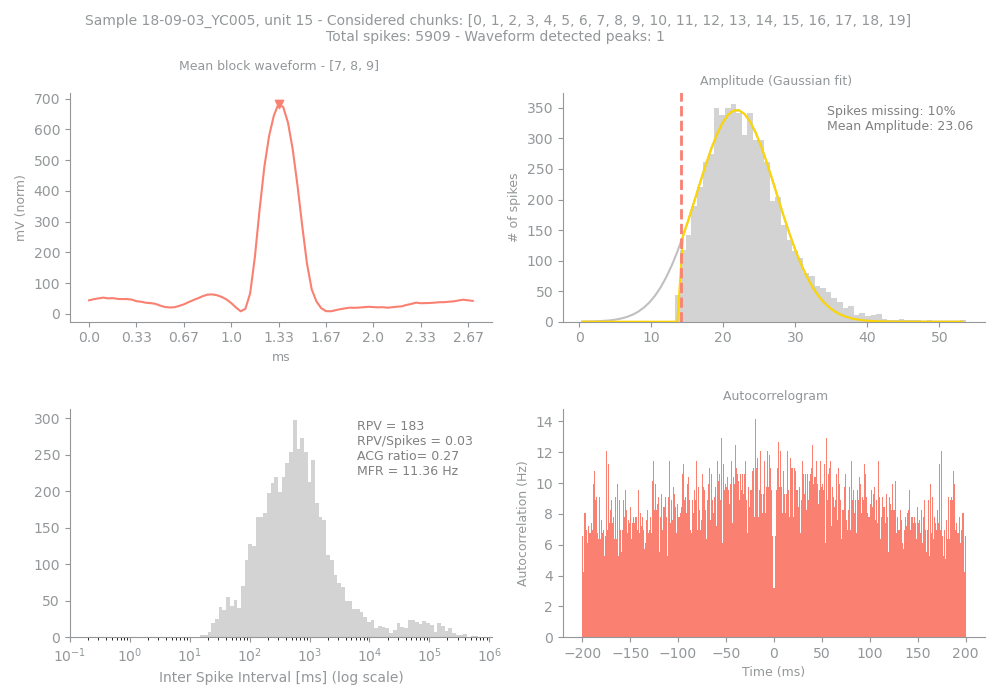 Sample 18-09-03_YC005, unit 15 - Considered chunks: [0, 1, 2, 3, 4, 5, 6, 7, 8, 9, 10, 11, 12, 13, 14, 15, 16, 17, 18, 19]
Total spikes: 5909 - Waveform detected peaks: 1
Mean block waveform - [7, 8, 9]
700
600
500
400
300
200
100
0
mV (norm)
0.0 0.33 0.67 1.0 1.33 1.67 2.0 2.33 2.67
ms
Amplitude (Gaussian fit)
Spikes missing: 10%
Mean Amplitude: 23.06
350
300
250
200
150
100
50
0
# of spikes
0 10 20 30 40 50
RPV = 183
RPV/Spikes = 0.03
ACG ratio= 0.27
MFR = 11.36 Hz
300
250
200
150
100
50
0
10⁻¹ 10⁰ 10¹ 10² 10³ 10⁴ 10⁵ 10⁶
Inter Spike Interval [ms] (log scale)
Autocorrelogram
14
12
10
8
6
4
2
0
Autocorrelation (Hz)
−200 −150 −100 −50 0 50 100 150 200
Time (ms)